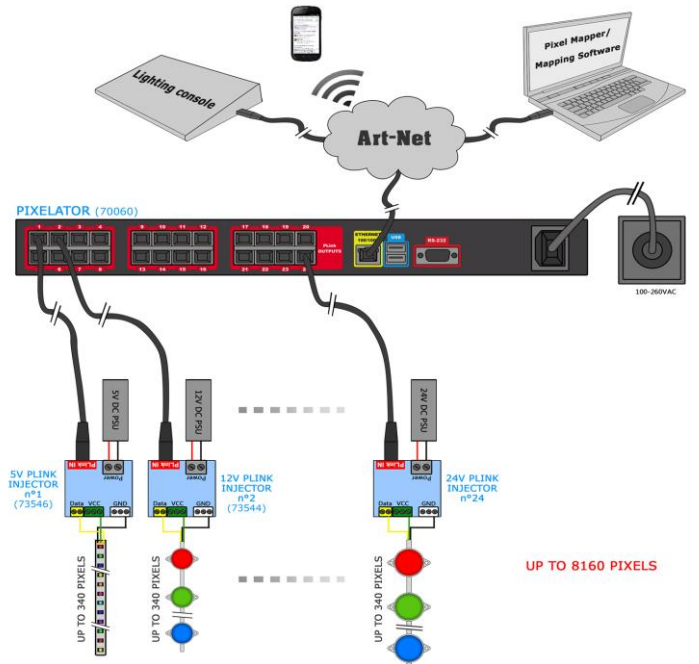 Lighting console
Pixel Mapper/
Mapping Software
Art-Net
PIXELATOR (70060)
1 2 3 4
9 10 11 12
17 18 19 20
6 7 8
13 14 15 16
21 22 23 2
PLink
OUTPUTS
ETHERNET
USB
RS-232
100-260VAC
5V DC PSU
12V DC PSU
24V DC PSU
5V PLINK
INJECTOR
n°1
(73546)
PLink IN
Power
Data VCC GND
12V PLINK
INJECTOR
n°2
(73544)
PLink IN
Power
Data VCC GND
24V PLINK
INJECTOR
n°24
PLink IN
Power
Data VCC GND
UP TO 340 PIXELS
UP TO 340 PIXELS
UP TO 340 PIXELS
UP TO 8160 PIXELS